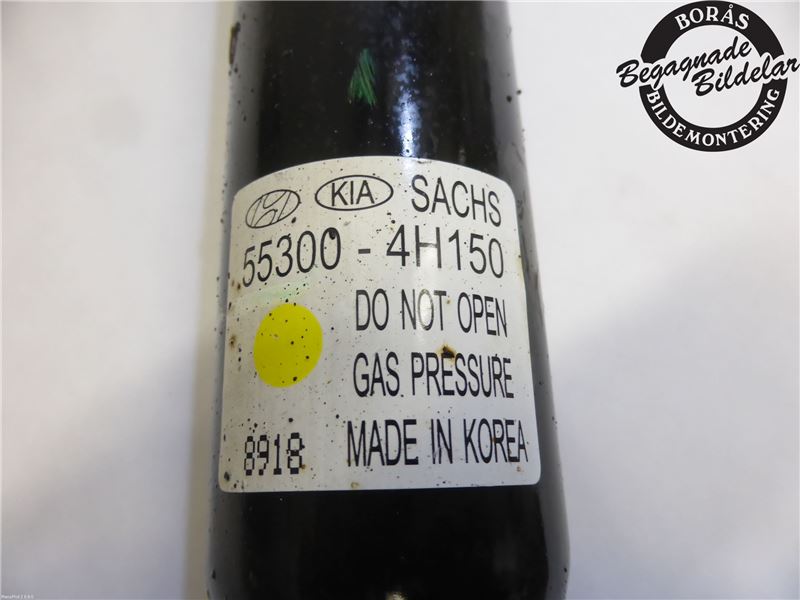 BORÅS
Begagnade
Bildelar
BILDEMONTERING
KIA SACHS
55300 - 4H150
DO NOT OPEN
GAS PRESSURE
8918 MADE IN KOREA